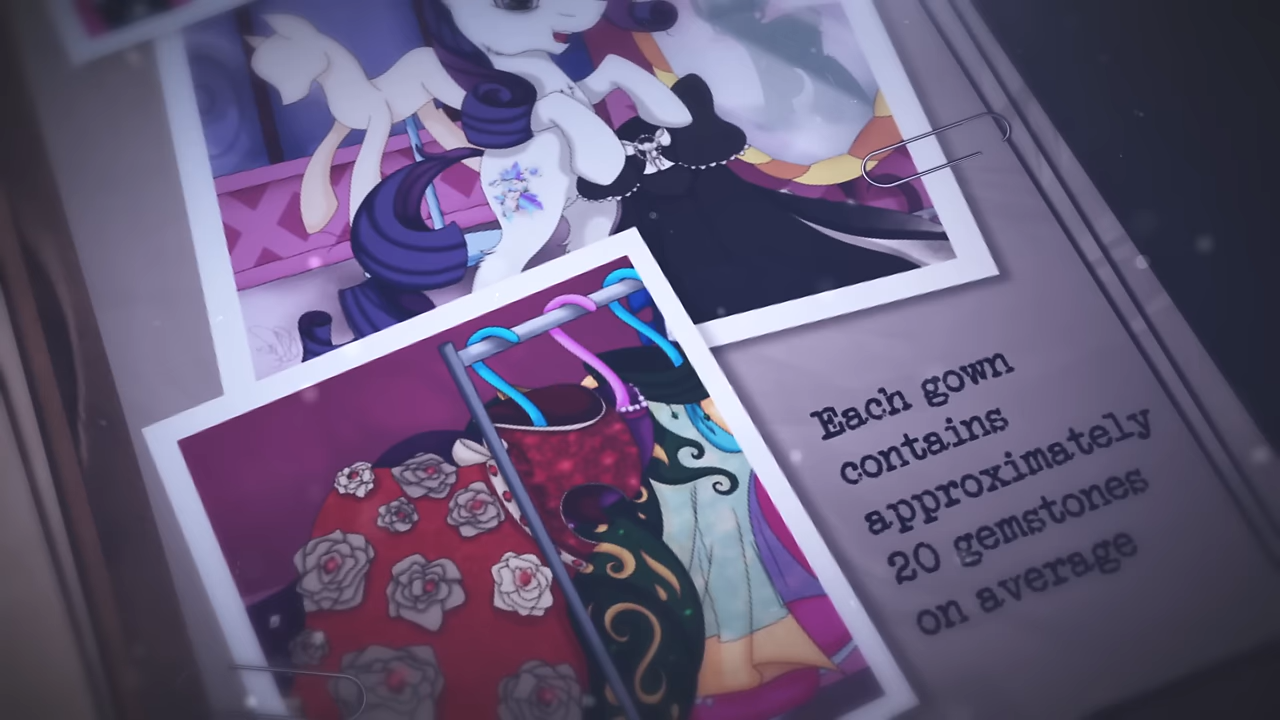 Each gown
contains
approximately
20 gemstones
on average